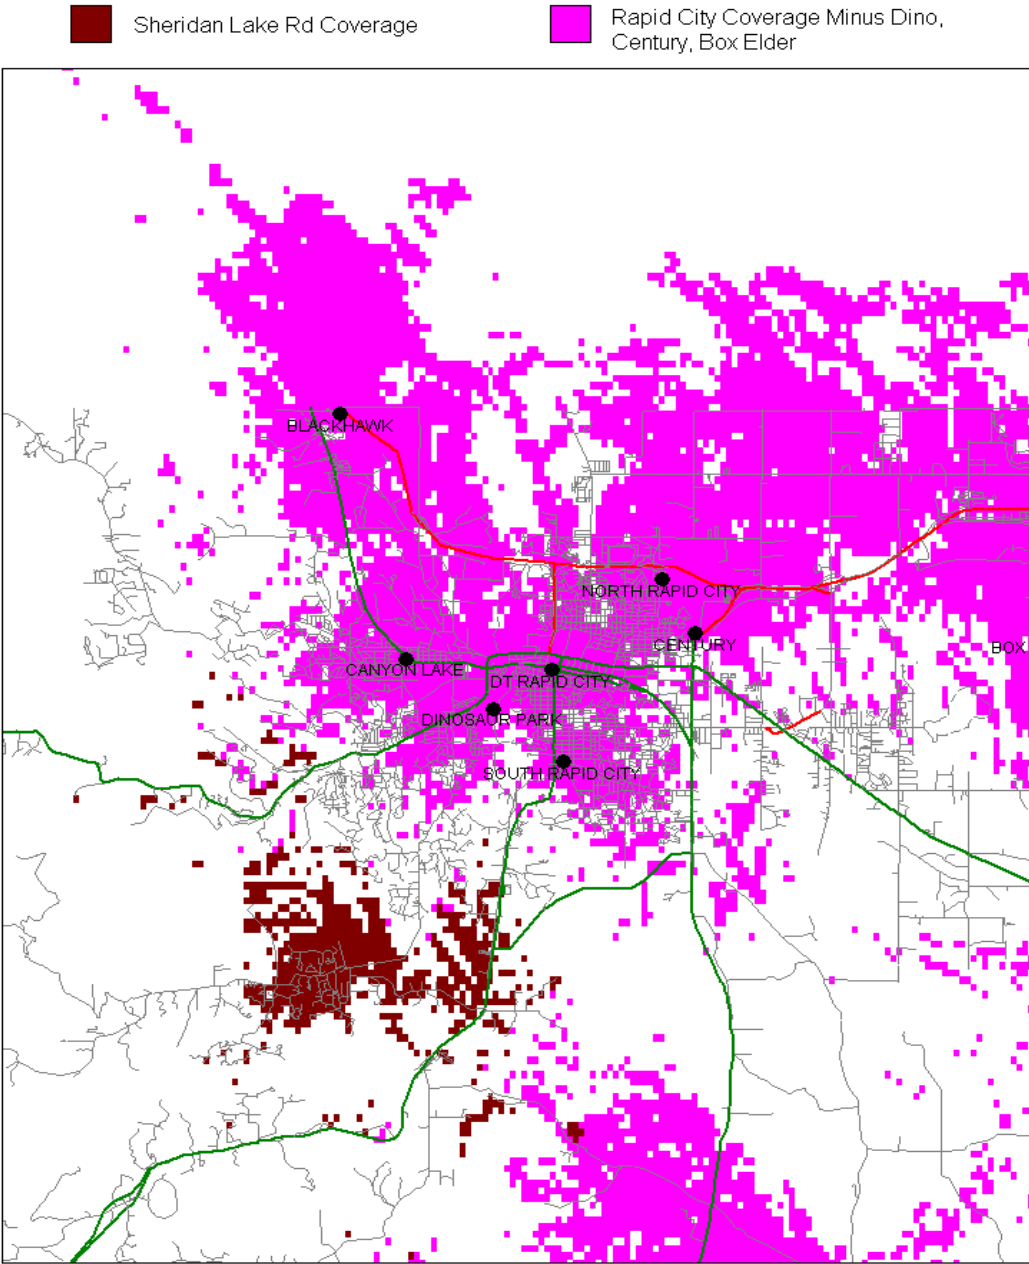 Sheridan Lake Rd Coverage
Rapid City Coverage Minus Dino,
Century, Box Elder
BLACKHAWK
NORTH RAPID CITY
CENTURY
BOX
CANYON LAKE
DT RAPID CITY
DINOSAUR PARK
SOUTH RAPID CITY